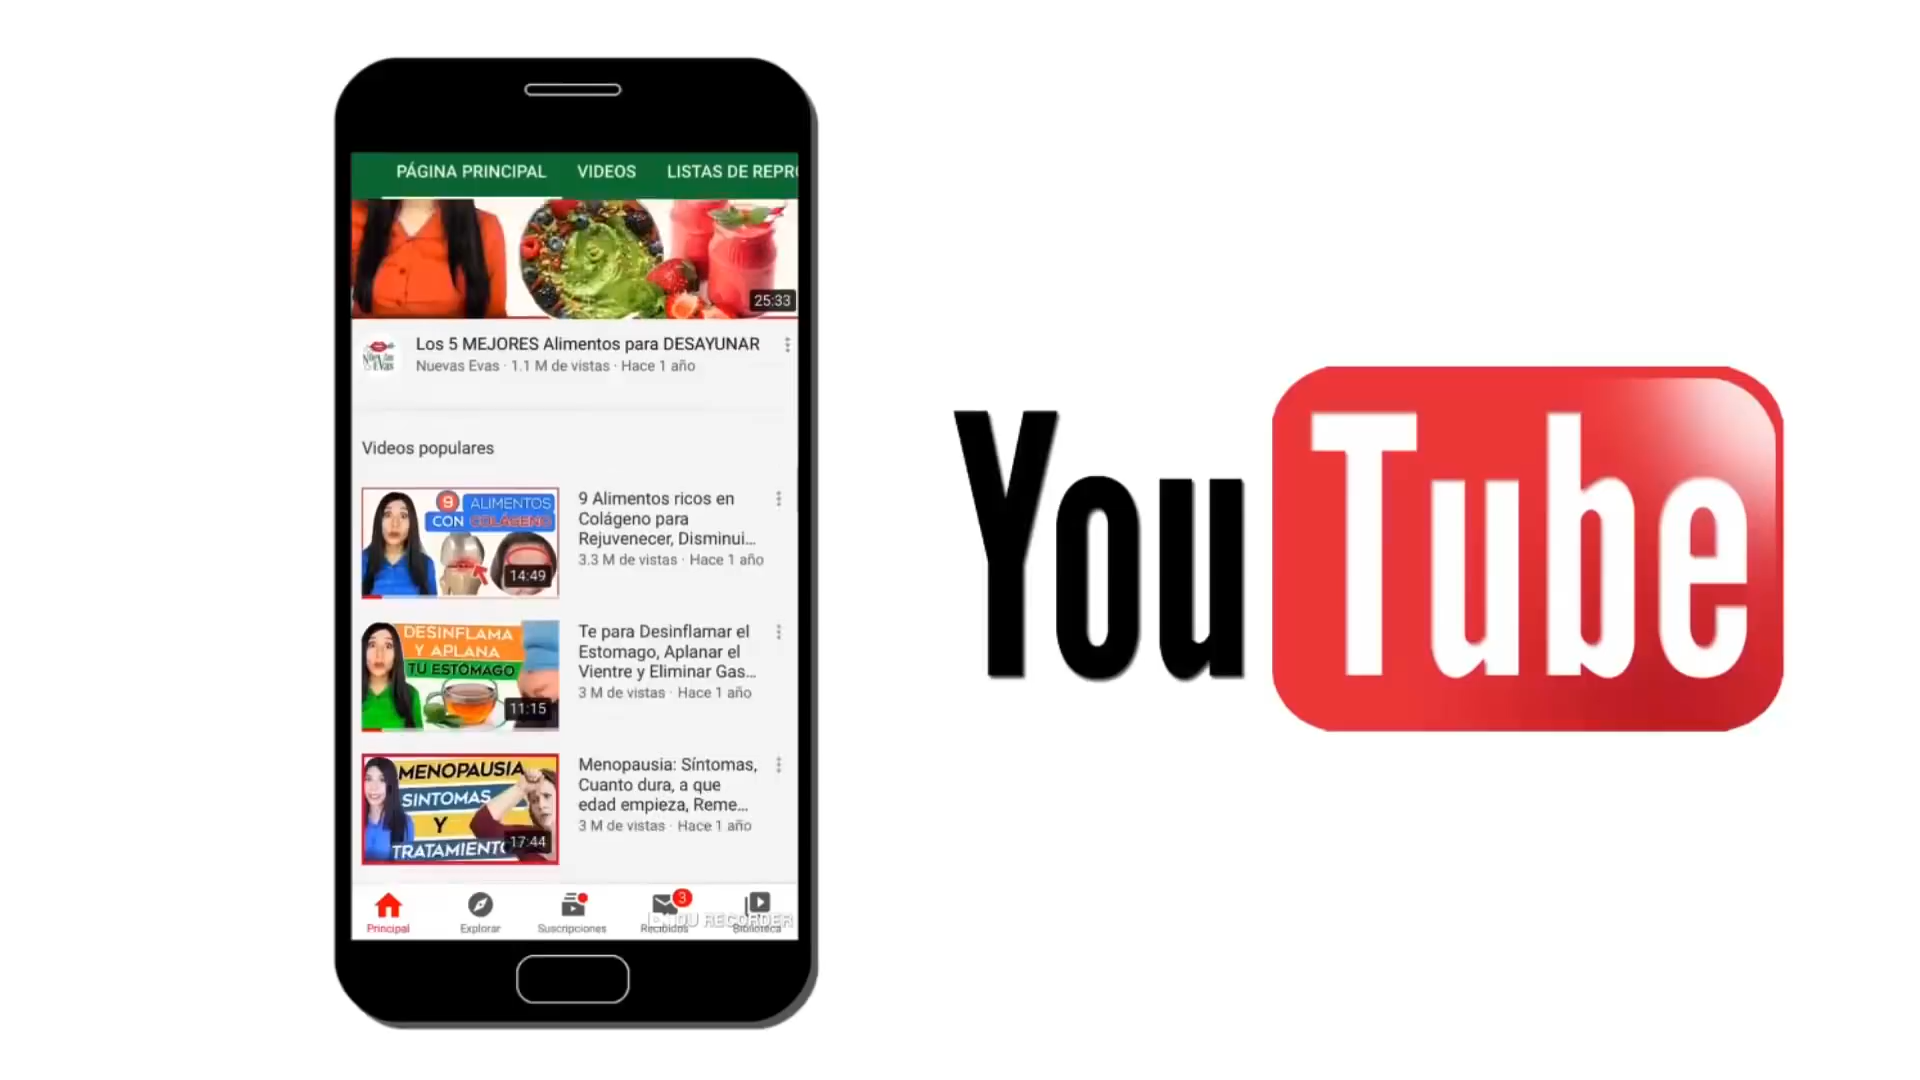 PÁGINA PRINCIPAL VIDEOS LISTAS DE REPR
25:33
Los 5 MEJORES Alimentos para DESAYUNAR
Nuevas Evas · 1.1 M de vistas · Hace 1 año
Videos populares
9 ALIMENTOS
CON COLÁGENO
14:49
9 Alimentos ricos en
Colágeno para
Rejuvenecer, Disminui...
3.3 M de vistas · Hace 1 año
DESINFLAMA
Y APLANA
TU ESTÓMAGO
11:15
Te para Desinflamar el
Estomago, Aplanar el
Vientre y Eliminar Gas...
3 M de vistas · Hace 1 año
MENOPAUSIA
SINTOMAS
Y
TRATAMIENTO
17:44
Menopausia: Síntomas,
Cuanto dura, a que
edad empieza, Reme...
3 M de vistas · Hace 1 año
3
DU RECORDER
Principal Explorar Suscripciones Recibidos Biblioteca
YouTube